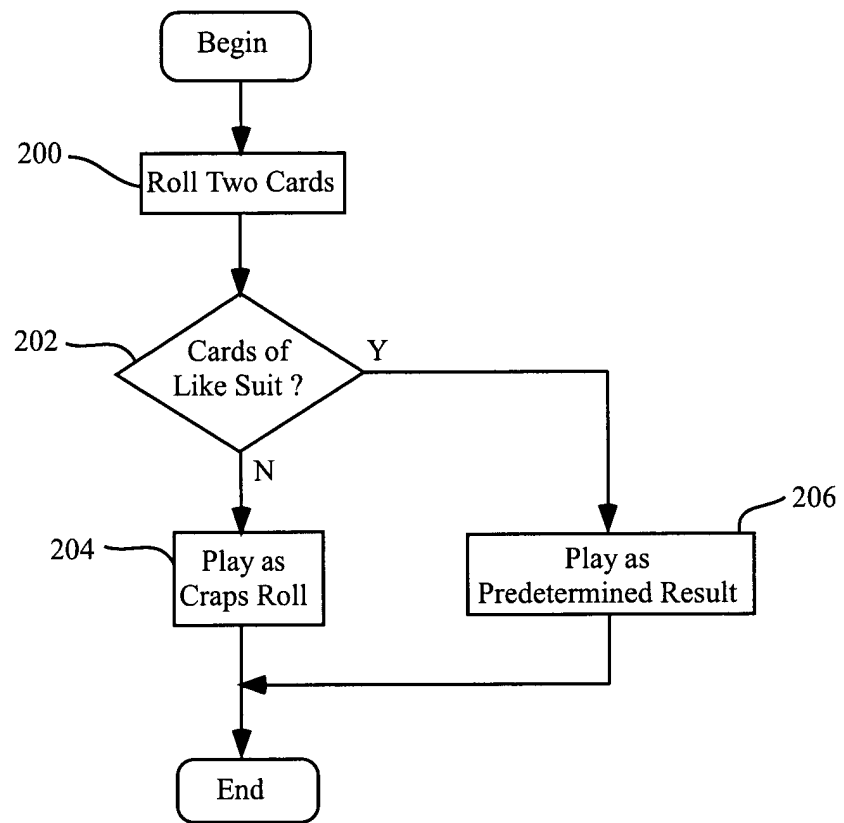 Begin
200
Roll Two Cards
202
Cards of
Like Suit ?
Y
N
204
Play as
Craps Roll
206
Play as
Predetermined Result
End